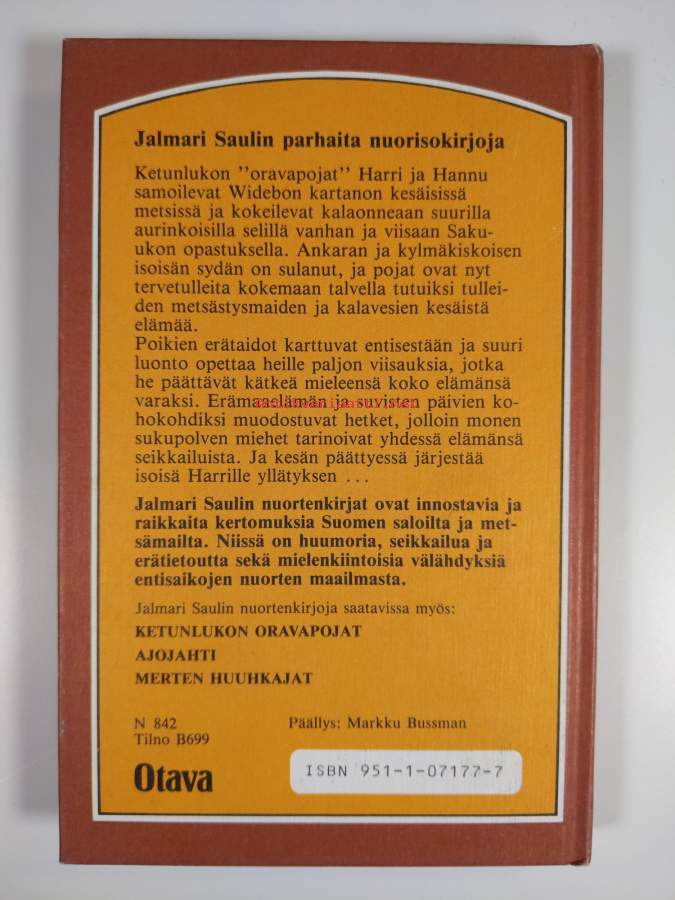 Jalmari Saulin parhaita nuorisokirjoja
Ketunlukon "oravapojat" Harri ja Hannu
samoilevat Widebon kartanon kesäisissä
metsissä ja kokeilevat kalaonneaan suurilla
aurinkoisilla selillä vanhan ja viisaan Saku-
ukon opastuksella. Ankaran ja kylmäkiskoisen
isoisän sydän on sulanut, ja pojat ovat nyt
tervetulleita kokemaan talvella tutuiksi tullei-
den metsästysmaiden ja kalavesien kesäistä
elämää.
Poikien erätaidot karttuvat entisestään ja suuri
luonto opettaa heille paljon viisauksia, jotka
he päättävät kätkeä mieleensä koko elämänsä
varaksi. Erämaaelämän ja suvisten päivien ko-
hokohdiksi muodostuvat hetket, jolloin monen
sukupolven miehet tarinoivat yhdessä elämänsä
seikkailuista. Ja kesän päättyessä järjestää
isoisä Harrille yllätyksen ...
Jalmari Saulin nuortenkirjat ovat innostavia ja
raikkaita kertomuksia Suomen saloilta ja met-
sämailta. Niissä on huumoria, seikkailua ja
erätietoutta sekä mielenkiintoisia välähdyksiä
entisaikojen nuorten maailmasta.
Jalmari Saulin nuortenkirjoja saatavissa myös:
KETUNLUKON ORAVAPOJAT
AJOJAHTI
MERTEN HUUHKAJAT
N 842
Päällys: Markku Bussman
Tilno B699
Otava
ISBN 951-1-07177-7